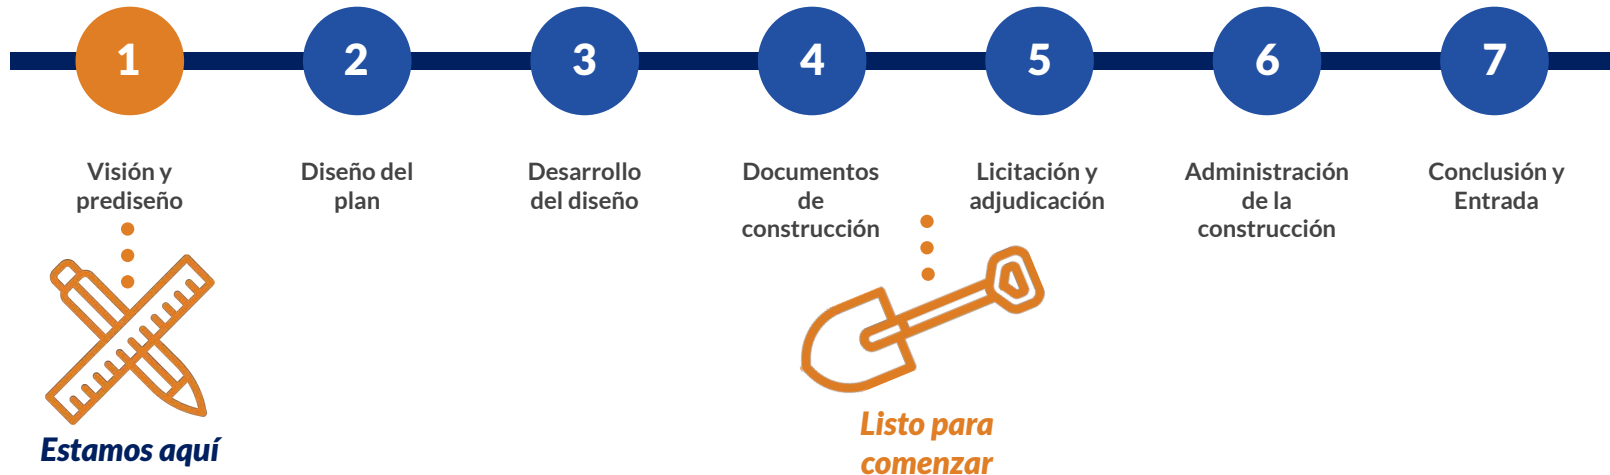 1 2 3 4 5 6 7
Visión y
prediseño
Diseño del
plan
Desarrollo
del diseño
Documentos
de
construcción
Licitación y
adjudicación
Administración
de la
construcción
Conclusión y
Entrada
Estamos aquí
Listo para
comenzar